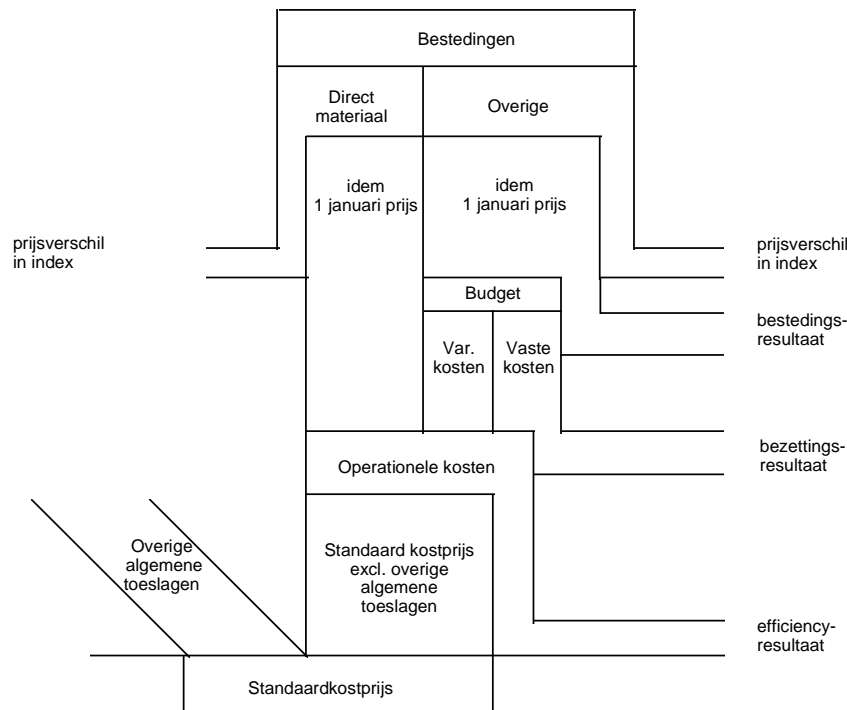 Bestedingen
Direct
materiaal
Overige
idem
1 januari prijs
idem
1 januari prijs
prijsverschil
in index
prijsverschil
in index
Budget
bestedings-
resultaat
Var.
kosten
Vaste
kosten
bezettings-
resultaat
Operationele kosten
Overige
algemene
toeslagen
Standaard kostprijs
excl. overige
algemene
toeslagen
efficiency-
resultaat
Standaardkostprijs